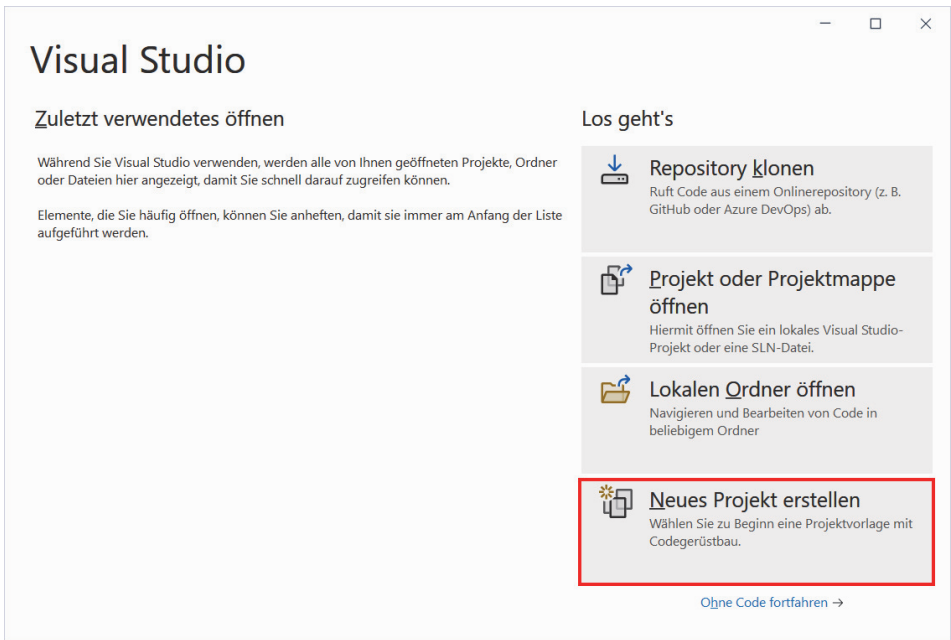 Visual Studio
Zuletzt verwendetes öffnen
Während Sie Visual Studio verwenden, werden alle von Ihnen geöffneten Projekte, Ordner
oder Dateien hier angezeigt, damit Sie schnell darauf zugreifen können.
Elemente, die Sie häufig öffnen, können Sie anheften, damit sie immer am Anfang der Liste
aufgeführt werden.
Los geht's
Repository klonen
Ruft Code aus einem Onlinerepository (z. B.
GitHub oder Azure DevOps) ab.
Projekt oder Projektmappe
öffnen
Hiermit öffnen Sie ein lokales Visual Studio-
Projekt oder eine SLN-Datei.
Lokalen Ordner öffnen
Navigieren und Bearbeiten von Code in
beliebigem Ordner
Neues Projekt erstellen
Wählen Sie zu Beginn eine Projektvorlage mit
Codegerüstbau.
Ohne Code fortfahren →